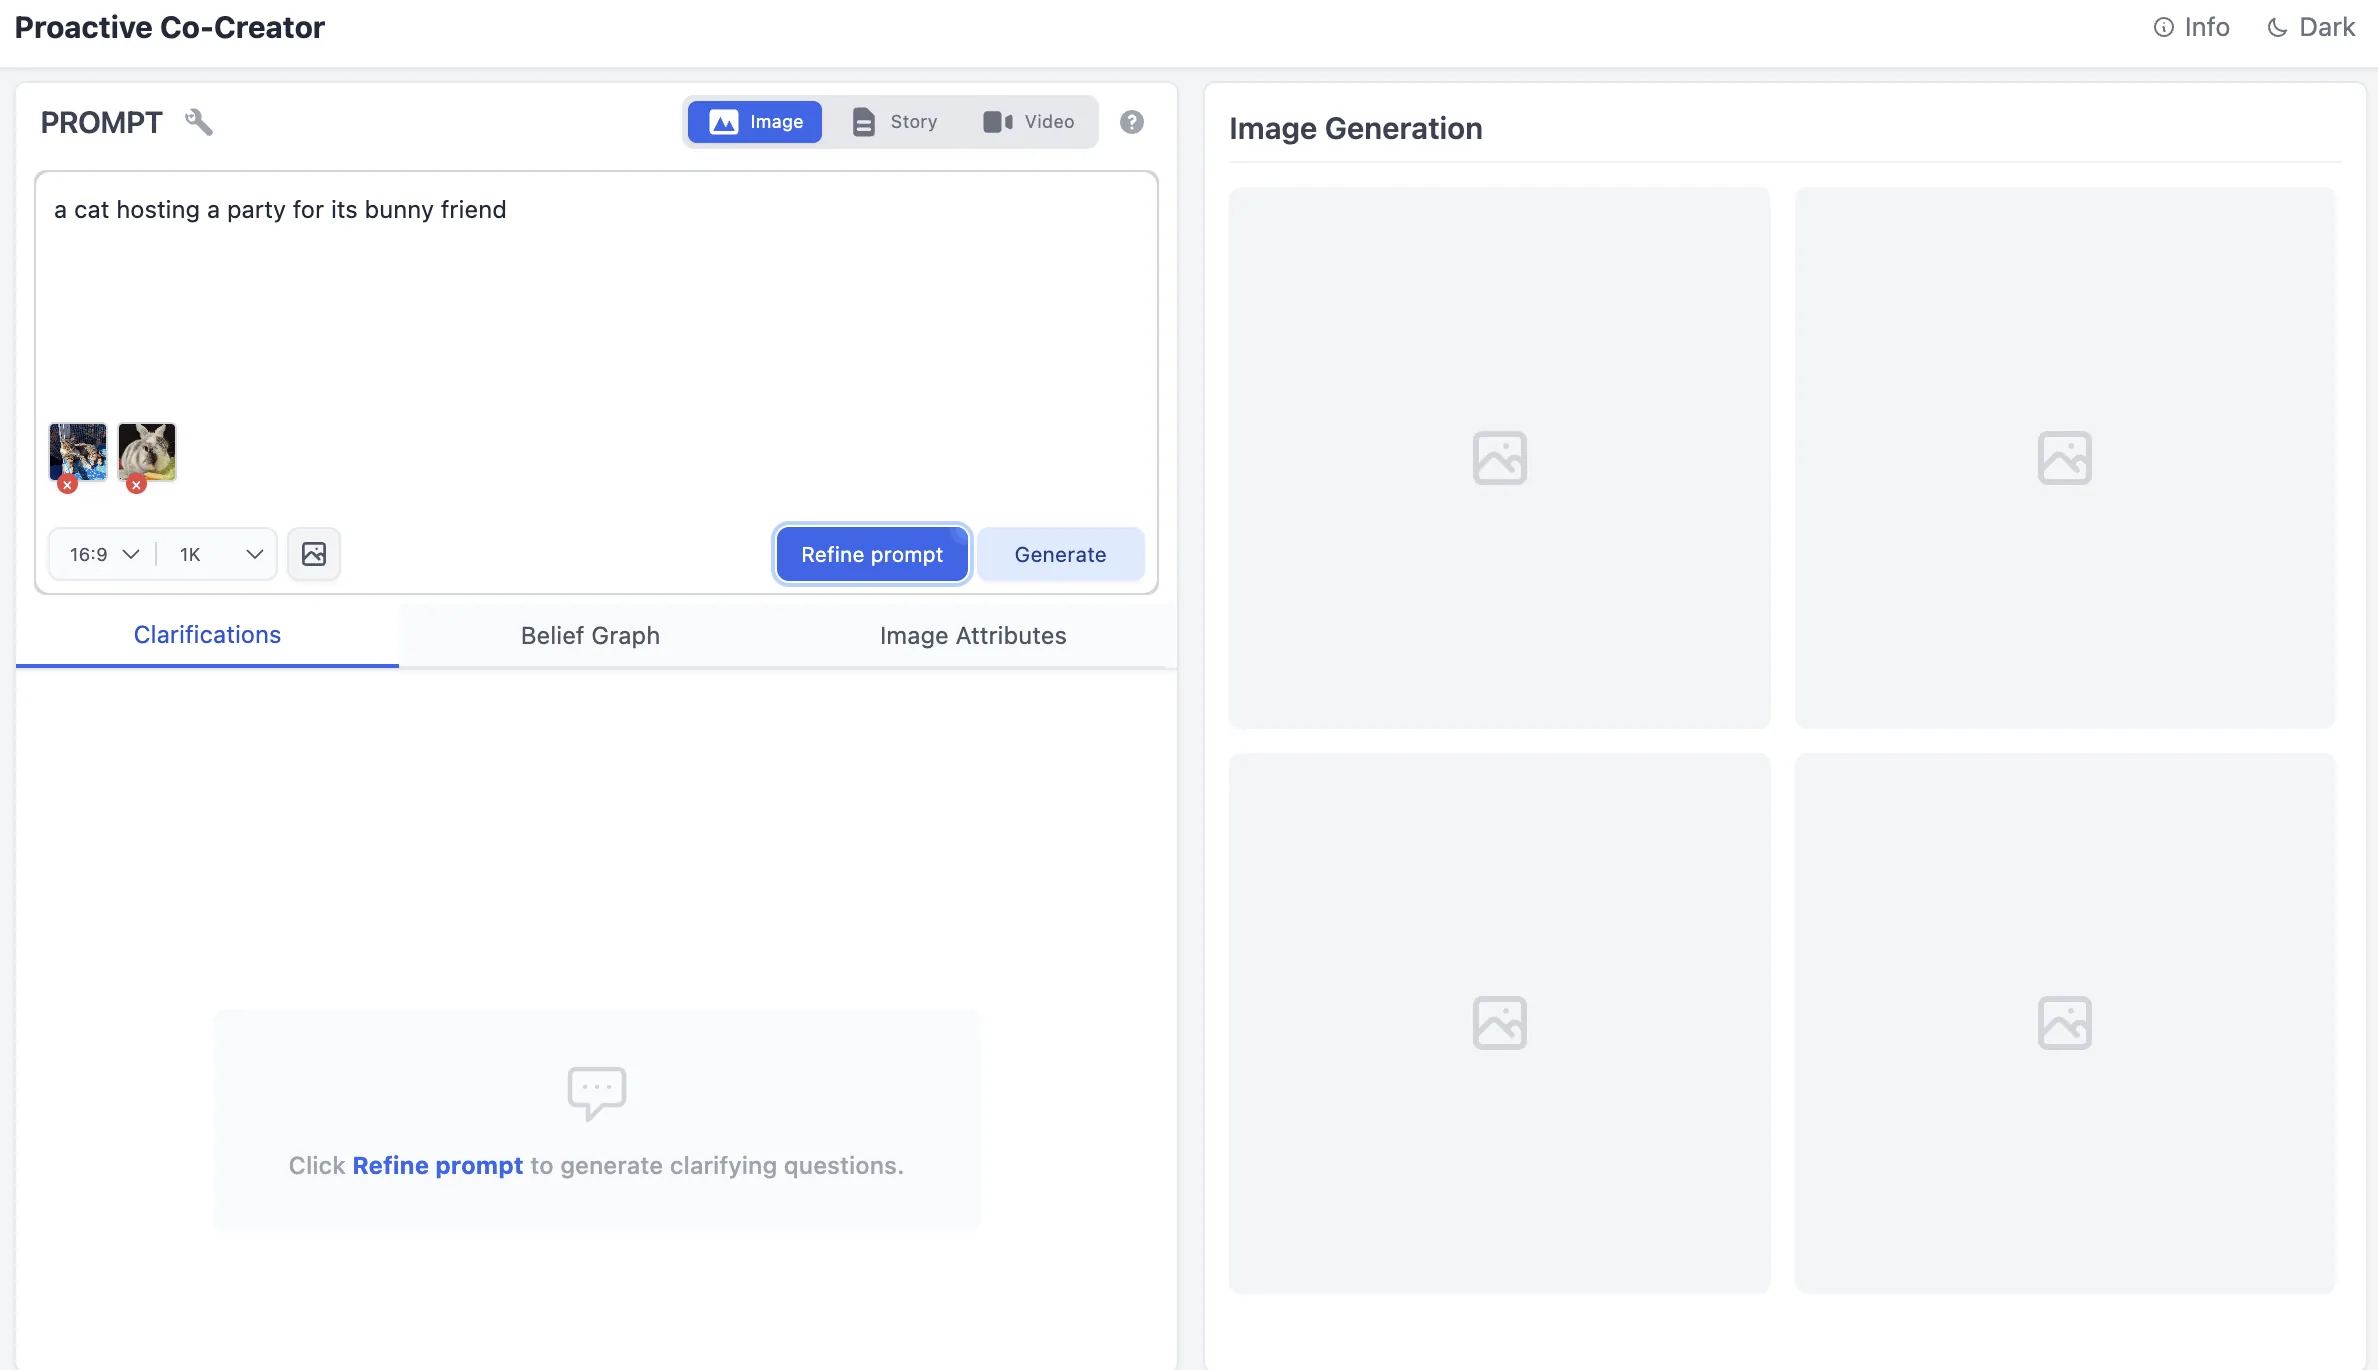 Proactive Co-Creator
Info
Dark
PROMPT
Image
Story
Video
?
a cat hosting a party for its bunny friend
16:9
1K
Refine prompt
Generate
Clarifications
Belief Graph
Image Attributes
Click Refine prompt to generate clarifying questions.
Image Generation